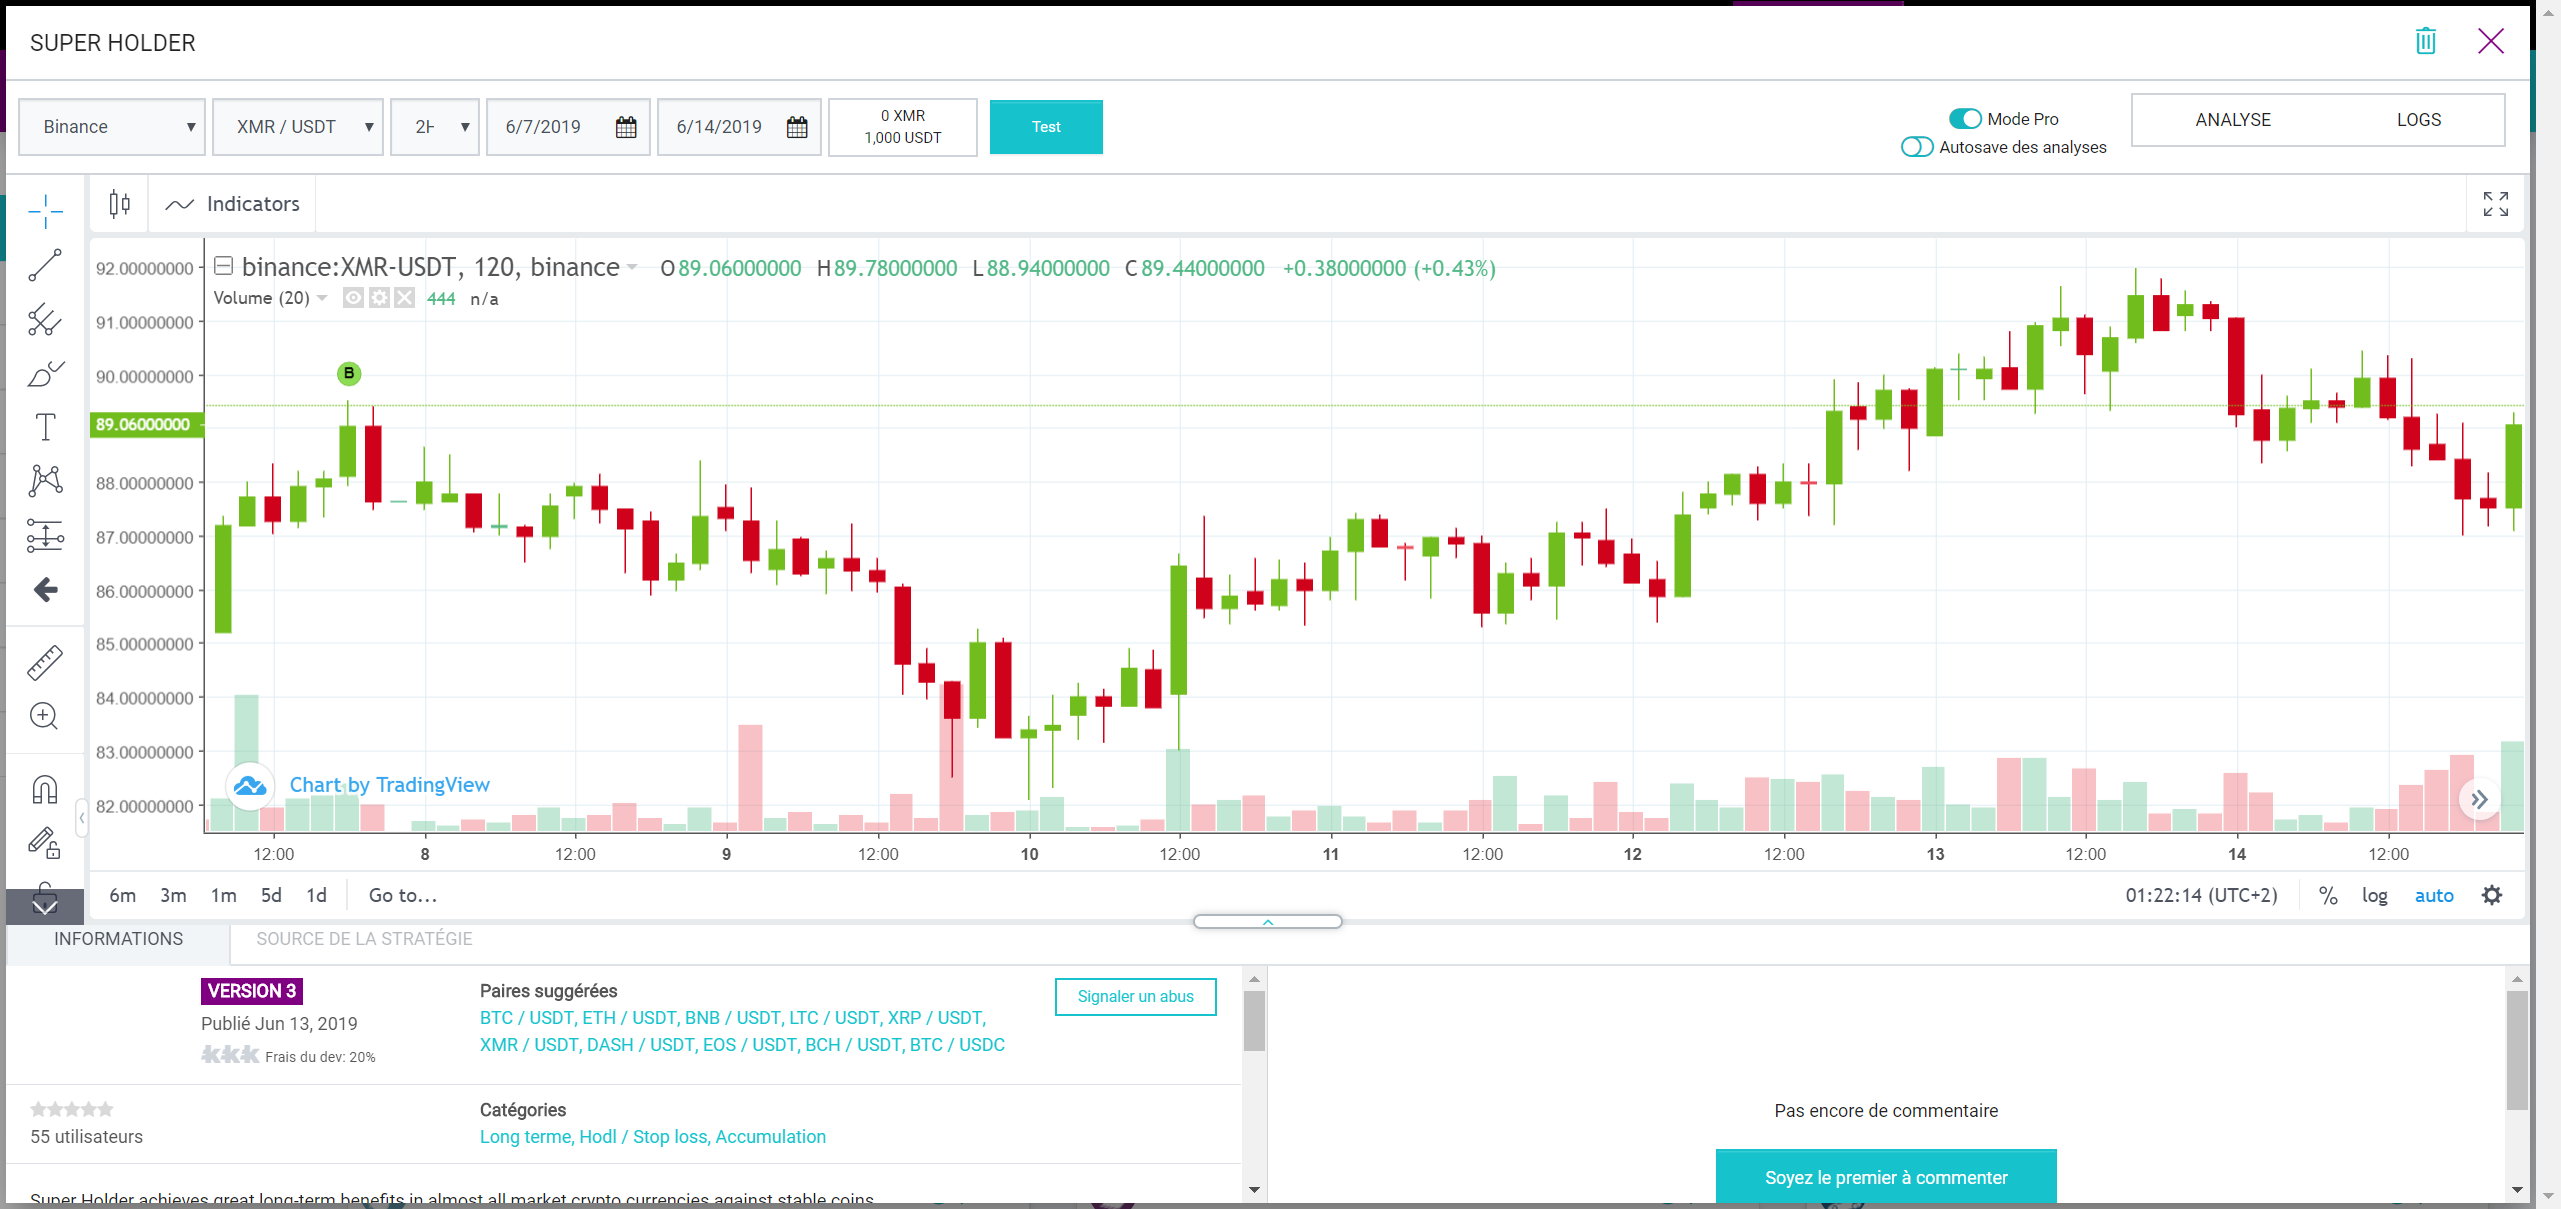 SUPER HOLDER
Binance
XMR / USDT
2H
6/7/2019
6/14/2019
0 XMR
1,000 USDT
Test
Mode Pro
Autosave des analyses
ANALYSE
LOGS
Indicators
binance:XMR-USDT, 120, binance
O89.06000000 H89.78000000 L88.94000000 C89.44000000 +0.38000000 (+0.43%)
Volume (20)
444 n/a
92.00000000
91.00000000
90.00000000
B
89.06000000
88.00000000
87.00000000
86.00000000
85.00000000
84.00000000
83.00000000
82.00000000
Chart by TradingView
12:00 8 12:00 9 12:00 10 12:00 11 12:00 12 12:00 13 12:00 14 12:00
6m 3m 1m 5d 1d Go to...
01:22:14 (UTC+2) % log auto
INFORMATIONS
SOURCE DE LA STRATÉGIE
VERSION 3
Publié Jun 13, 2019
Frais du dev: 20%
Paires suggérées
BTC / USDT, ETH / USDT, BNB / USDT, LTC / USDT, XRP / USDT,
XMR / USDT, DASH / USDT, EOS / USDT, BCH / USDT, BTC / USDC
Signaler un abus
55 utilisateurs
Catégories
Long terme, Hodl / Stop loss, Accumulation
Super Holder achieves great long-term benefits in almost all market crypto currencies against stable coins
Pas encore de commentaire
Soyez le premier à commenter